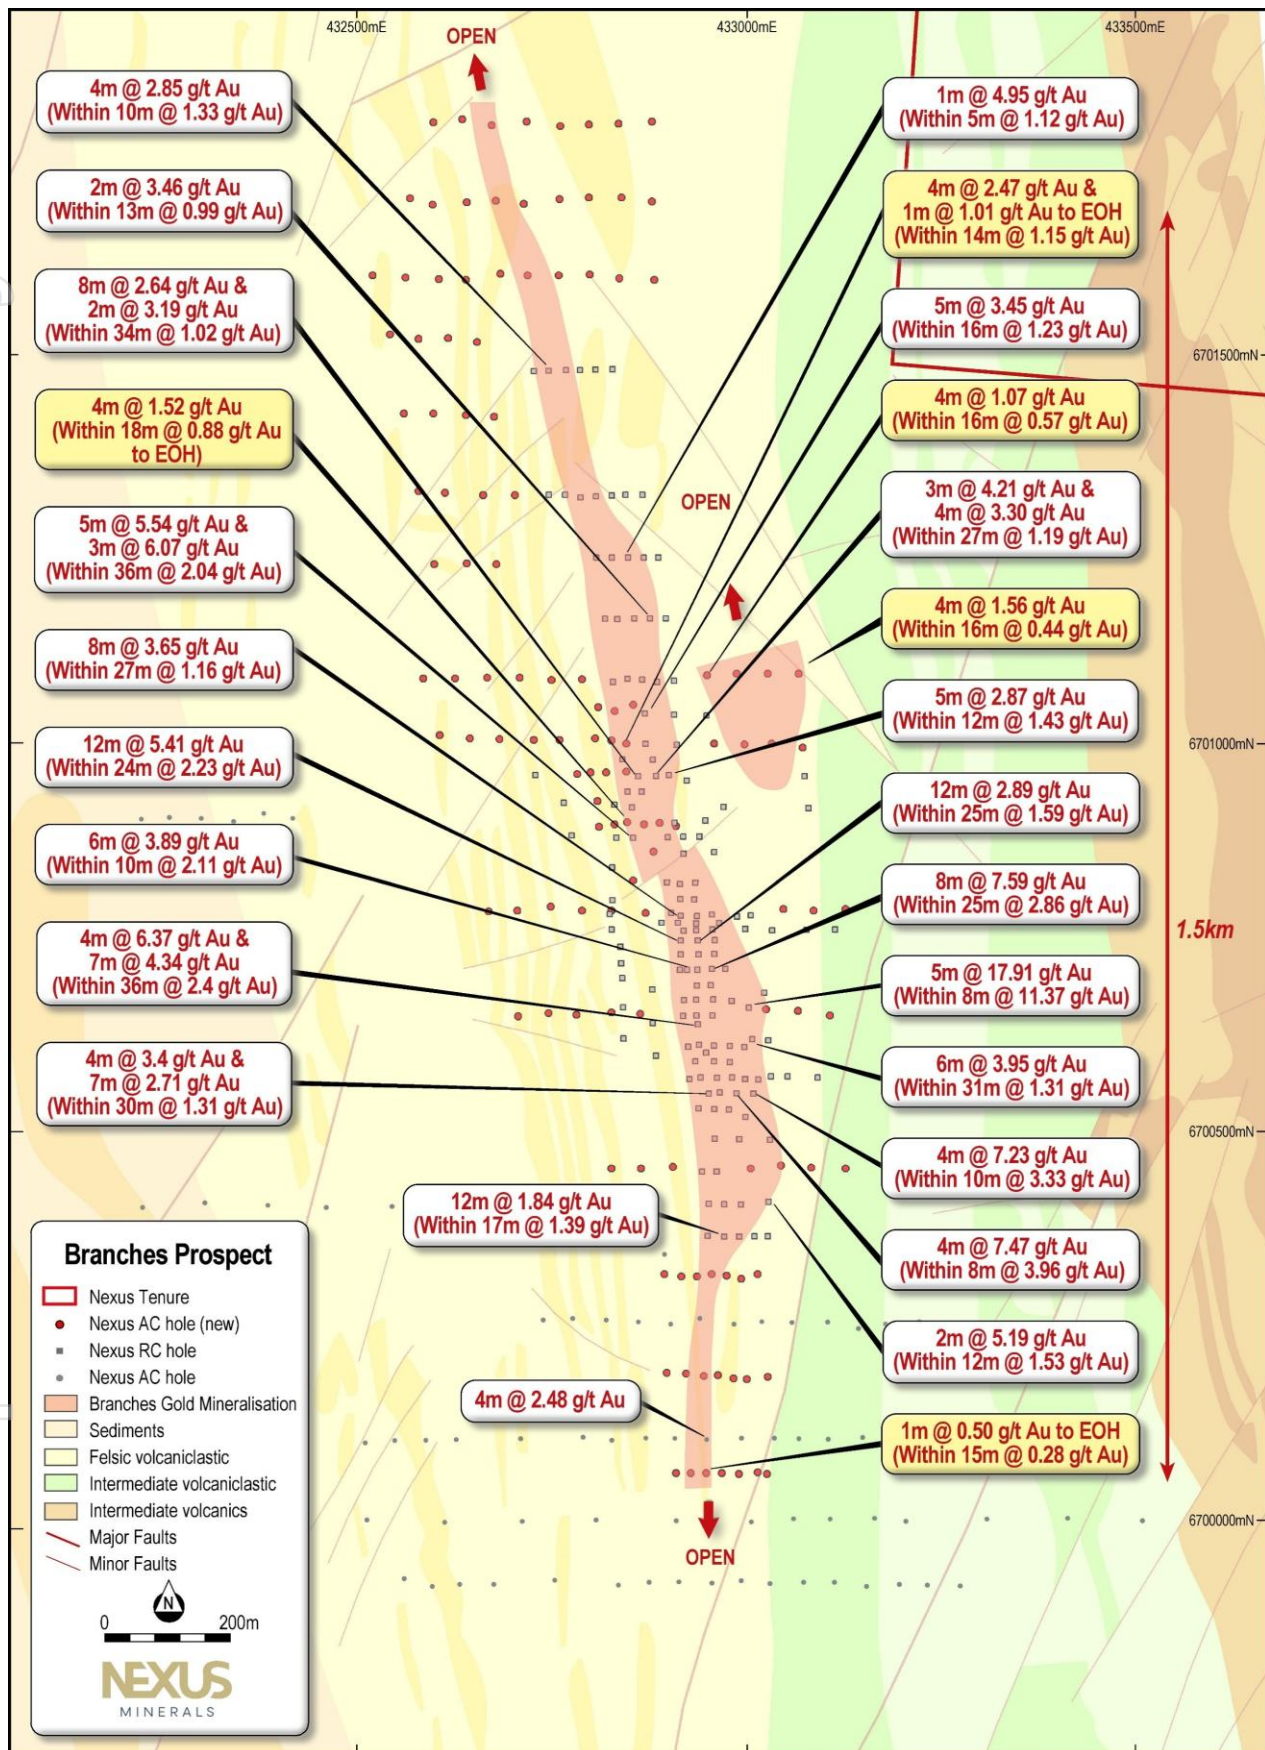 432500mE
433000mE
433500mE
OPEN
4m @ 2.85 g/t Au
(Within 10m @ 1.33 g/t Au)
2m @ 3.46 g/t Au
(Within 13m @ 0.99 g/t Au)
8m @ 2.64 g/t Au &
2m @ 3.19 g/t Au
(Within 34m @ 1.02 g/t Au)
4m @ 1.52 g/t Au
(Within 18m @ 0.88 g/t Au
to EOH)
5m @ 5.54 g/t Au &
3m @ 6.07 g/t Au
(Within 36m @ 2.04 g/t Au)
8m @ 3.65 g/t Au
(Within 27m @ 1.16 g/t Au)
12m @ 5.41 g/t Au
(Within 24m @ 2.23 g/t Au)
6m @ 3.89 g/t Au
(Within 10m @ 2.11 g/t Au)
4m @ 6.37 g/t Au &
7m @ 4.34 g/t Au
(Within 36m @ 2.4 g/t Au)
4m @ 3.4 g/t Au &
7m @ 2.71 g/t Au
(Within 30m @ 1.31 g/t Au)
12m @ 1.84 g/t Au
(Within 17m @ 1.39 g/t Au)
4m @ 2.48 g/t Au
OPEN
OPEN
1m @ 4.95 g/t Au
(Within 5m @ 1.12 g/t Au)
4m @ 2.47 g/t Au &
1m @ 1.01 g/t Au to EOH
(Within 14m @ 1.15 g/t Au)
5m @ 3.45 g/t Au
(Within 16m @ 1.23 g/t Au)
4m @ 1.07 g/t Au
(Within 16m @ 0.57 g/t Au)
3m @ 4.21 g/t Au &
4m @ 3.30 g/t Au
(Within 27m @ 1.19 g/t Au)
4m @ 1.56 g/t Au
(Within 16m @ 0.44 g/t Au)
5m @ 2.87 g/t Au
(Within 12m @ 1.43 g/t Au)
12m @ 2.89 g/t Au
(Within 25m @ 1.59 g/t Au)
8m @ 7.59 g/t Au
(Within 25m @ 2.86 g/t Au)
5m @ 17.91 g/t Au
(Within 8m @ 11.37 g/t Au)
6m @ 3.95 g/t Au
(Within 31m @ 1.31 g/t Au)
4m @ 7.23 g/t Au
(Within 10m @ 3.33 g/t Au)
4m @ 7.47 g/t Au
(Within 8m @ 3.96 g/t Au)
2m @ 5.19 g/t Au
(Within 12m @ 1.53 g/t Au)
1m @ 0.50 g/t Au to EOH
(Within 15m @ 0.28 g/t Au)
1.5km
6701500mN
6701000mN
6700500mN
6700000mN
Branches Prospect
Nexus Tenure
Nexus AC hole (new)
Nexus RC hole
Nexus AC hole
Branches Gold Mineralisation
Sediments
Felsic volcaniclastic
Intermediate volcaniclastic
Intermediate volcanics
Major Faults
Minor Faults
N
0 200m
NEXUS
MINERALS